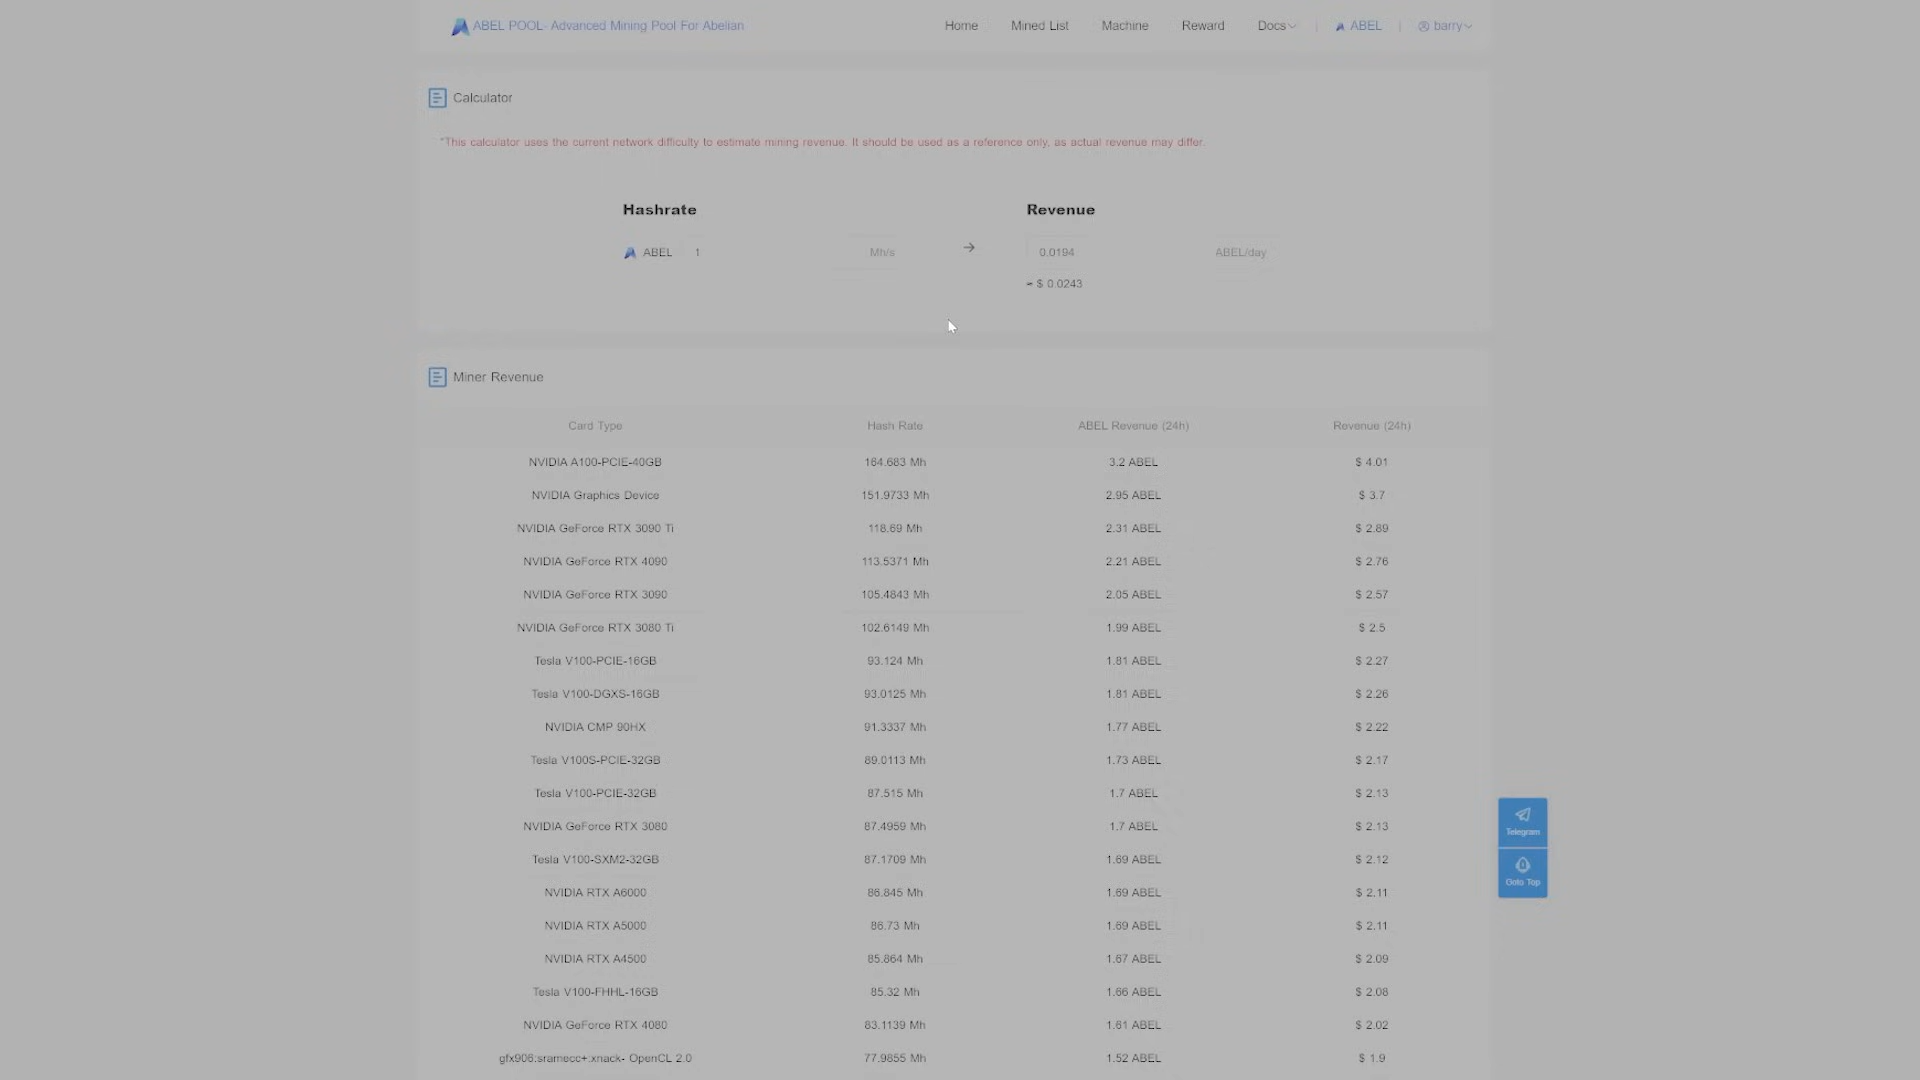 ABEL POOL- Advanced Mining Pool For Abelian Home Mined List Machine Reward Docs ABEL barry
Calculator
*This calculator uses the current network difficulty to estimate mining revenue. It should be used as a reference only, as actual revenue may differ.
Hashrate Revenue
ABEL 1 Mh/s → 0.0194 ABEL/day
≈ $ 0.0243
Miner Revenue
Card Type Hash Rate ABEL Revenue (24h) Revenue (24h)
NVIDIA A100-PCIE-40GB 164.683 Mh 3.2 ABEL $ 4.01
NVIDIA Graphics Device 151.9733 Mh 2.95 ABEL $ 3.7
NVIDIA GeForce RTX 3090 Ti 118.69 Mh 2.31 ABEL $ 2.89
NVIDIA GeForce RTX 4090 113.5371 Mh 2.21 ABEL $ 2.76
NVIDIA GeForce RTX 3090 105.4843 Mh 2.05 ABEL $ 2.57
NVIDIA GeForce RTX 3080 Ti 102.6149 Mh 1.99 ABEL $ 2.5
Tesla V100-PCIE-16GB 93.124 Mh 1.81 ABEL $ 2.27
Tesla V100-DGXS-16GB 93.0125 Mh 1.81 ABEL $ 2.26
NVIDIA CMP 90HX 91.3337 Mh 1.77 ABEL $ 2.22
Tesla V100S-PCIE-32GB 89.0113 Mh 1.73 ABEL $ 2.17
Tesla V100-PCIE-32GB 87.515 Mh 1.7 ABEL $ 2.13
NVIDIA GeForce RTX 3080 87.4959 Mh 1.7 ABEL $ 2.13
Telegram
Tesla V100-SXM2-32GB 87.1709 Mh 1.69 ABEL $ 2.12
Goto Top
NVIDIA RTX A6000 86.845 Mh 1.69 ABEL $ 2.11
NVIDIA RTX A5000 86.73 Mh 1.69 ABEL $ 2.11
NVIDIA RTX A4500 85.864 Mh 1.67 ABEL $ 2.09
Tesla V100-FHHL-16GB 85.32 Mh 1.66 ABEL $ 2.08
NVIDIA GeForce RTX 4080 83.1139 Mh 1.61 ABEL $ 2.02
gfx906:sramecc+:xnack- OpenCL 2.0 77.9855 Mh 1.52 ABEL $ 1.9